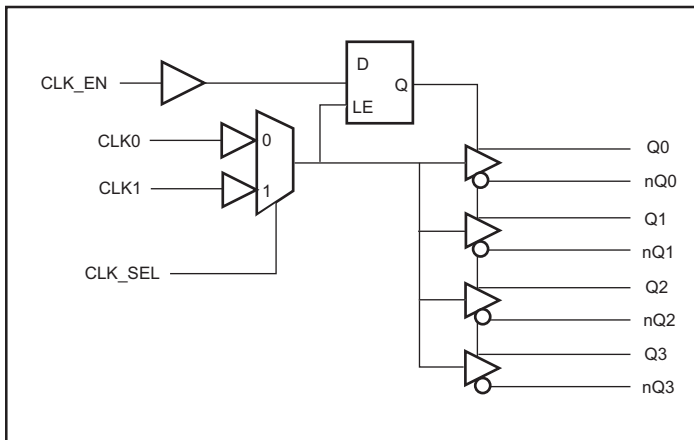 CLK_EN
D
Q
LE
CLK0
0
CLK1
1
CLK_SEL
Q0
nQ0
Q1
nQ1
Q2
nQ2
Q3
nQ3